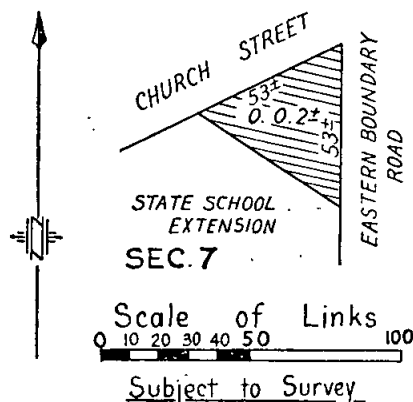 CHURCH STREET
53±
0. 0. 2±
53±
EASTERN BOUNDARY
ROAD
STATE SCHOOL
EXTENSION
SEC. 7
Scale of Links
0 10 20 30 40 50 100
Subject to Survey